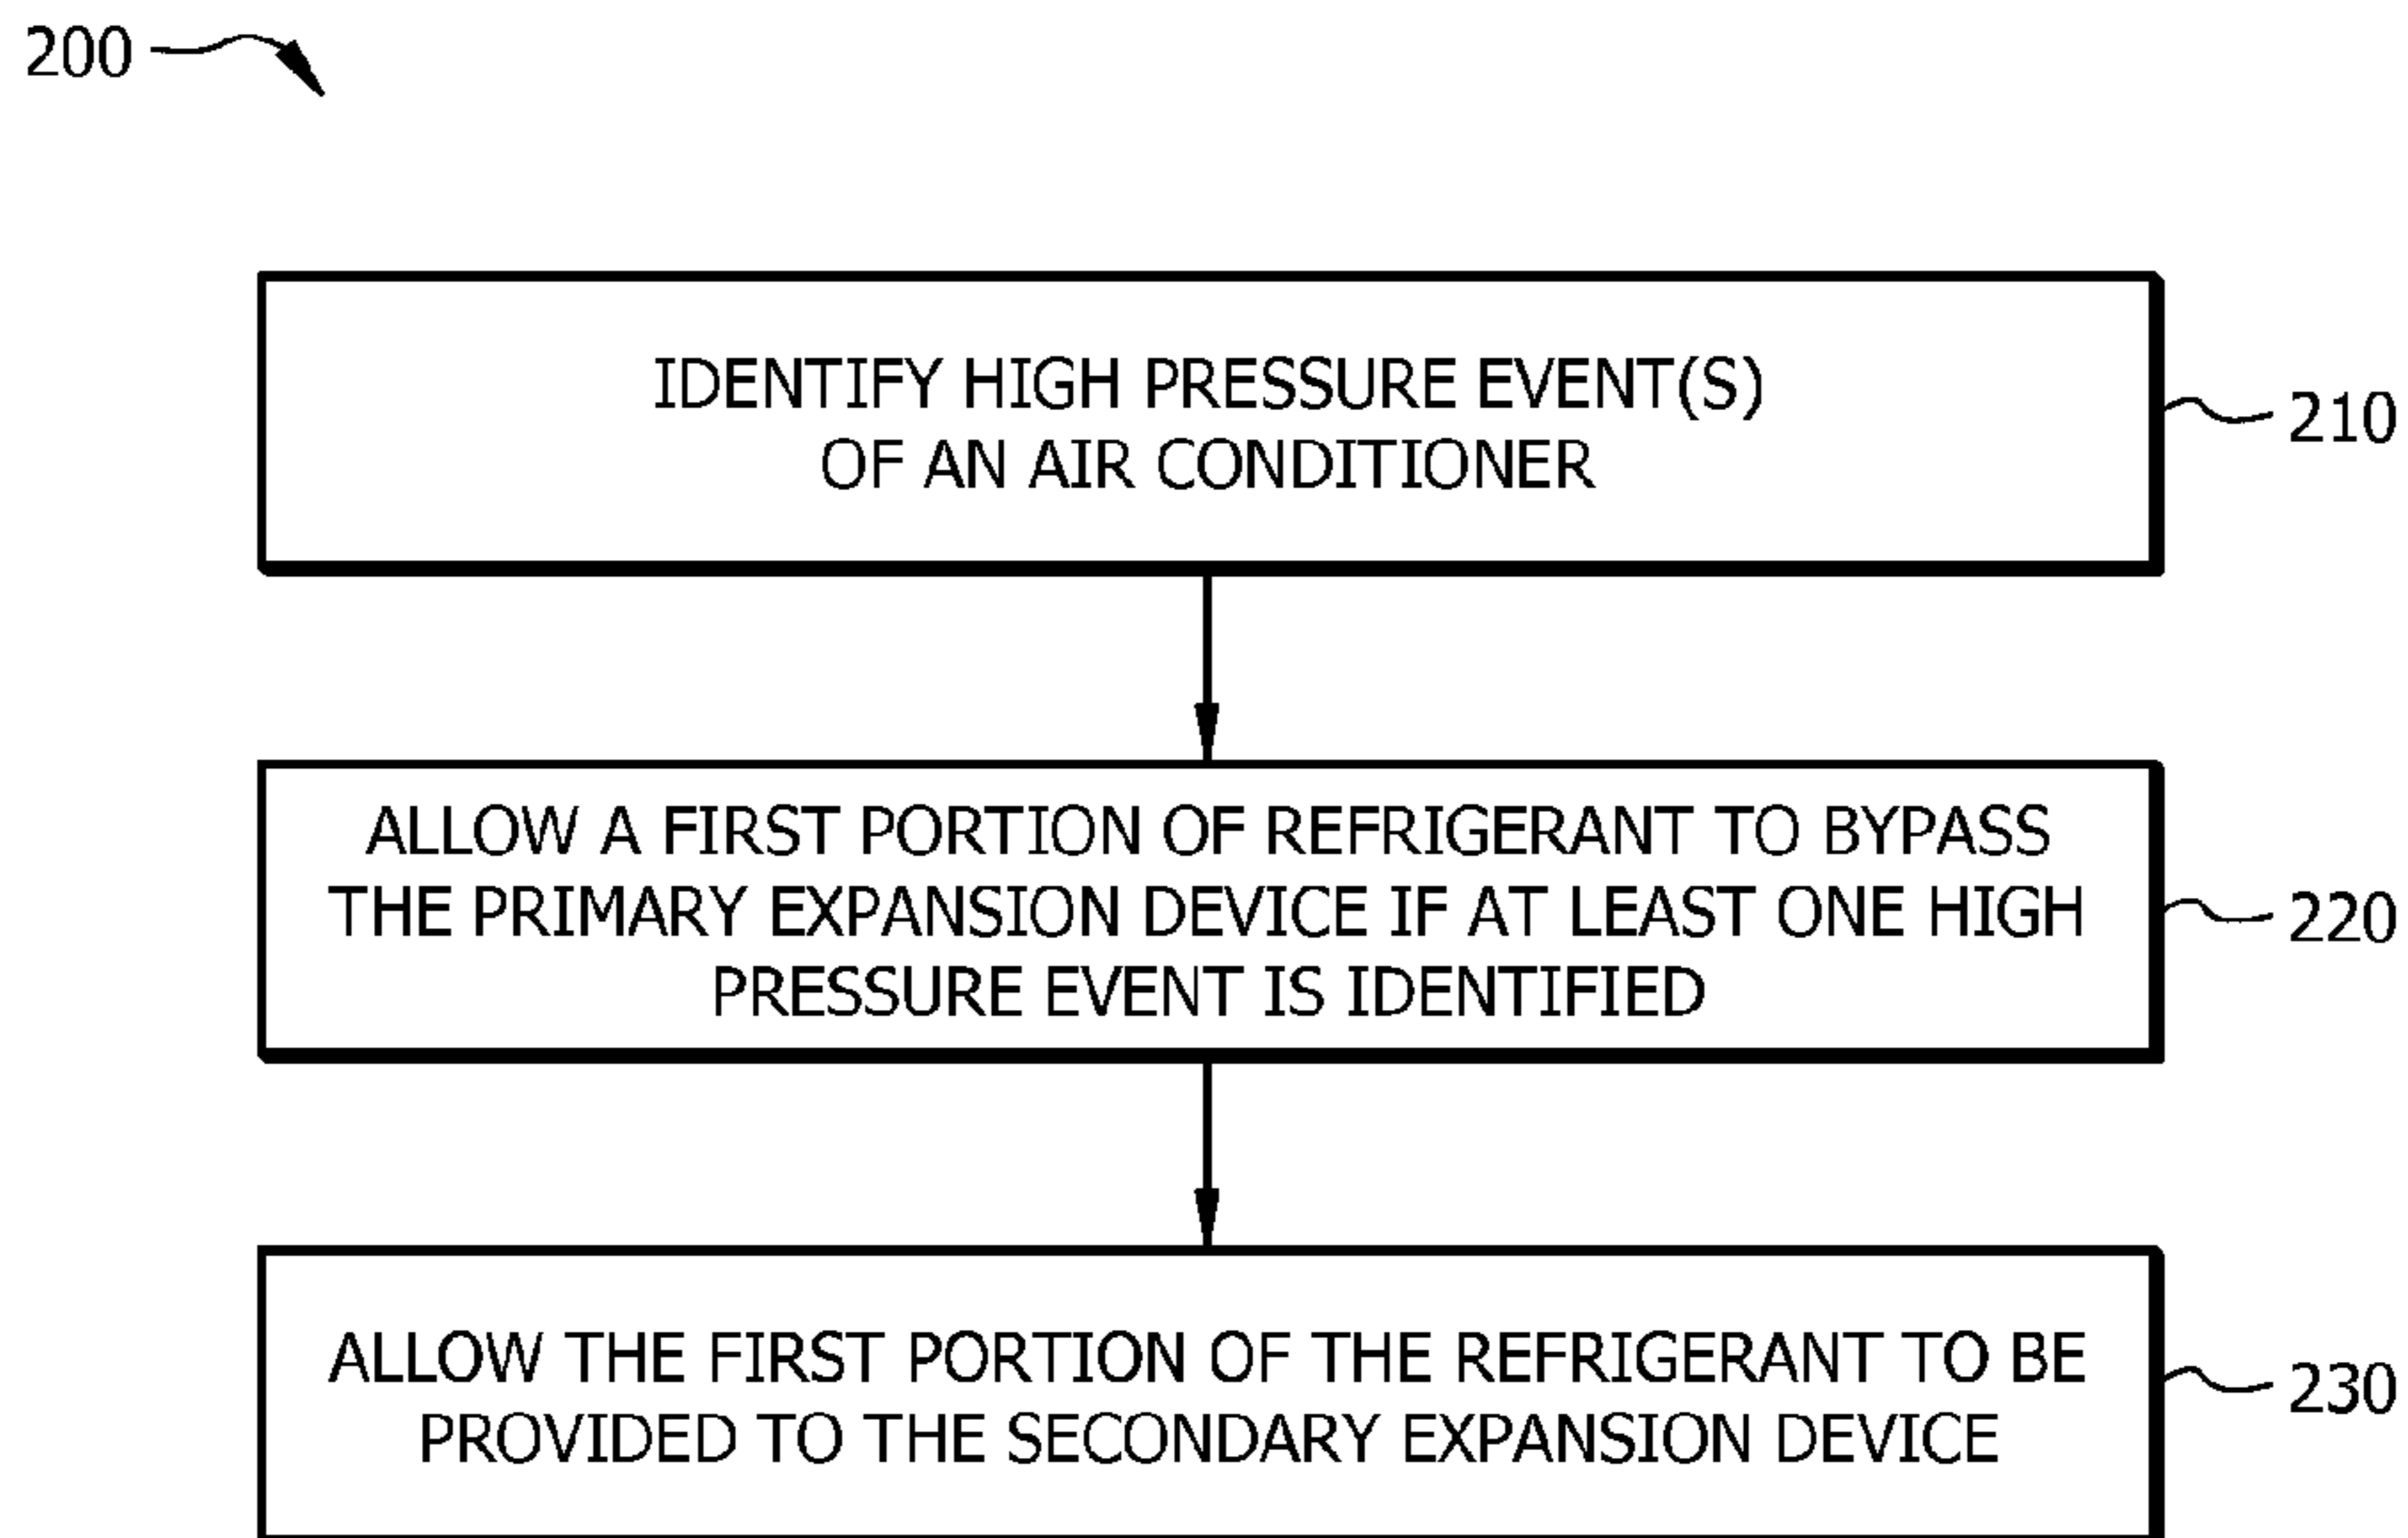 200
IDENTIFY HIGH PRESSURE EVENT(S)
OF AN AIR CONDITIONER
210
ALLOW A FIRST PORTION OF REFRIGERANT TO BYPASS
THE PRIMARY EXPANSION DEVICE IF AT LEAST ONE HIGH
PRESSURE EVENT IS IDENTIFIED
220
ALLOW THE FIRST PORTION OF THE REFRIGERANT TO BE
PROVIDED TO THE SECONDARY EXPANSION DEVICE
230